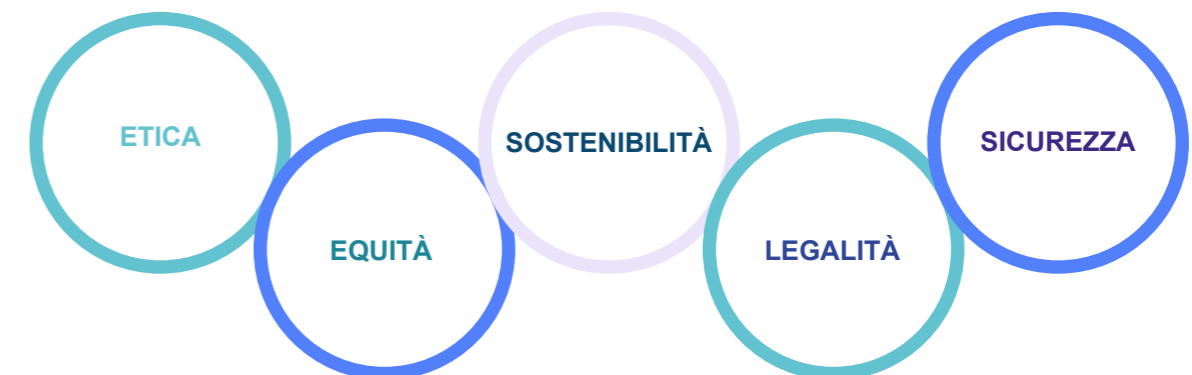 ETICA
EQUITÀ
SOSTENIBILITÀ
LEGALITÀ
SICUREZZA